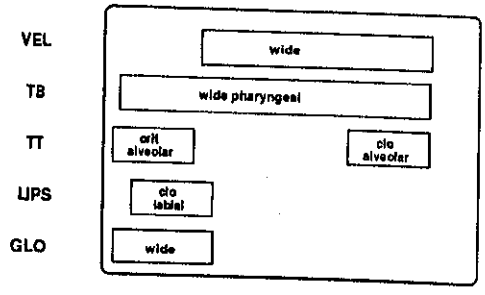 VEL
wide
TB
wide pharyngeal
TT
crit
alveolar
clo
alveolar
LIPS
clo
labial
GLO
wide